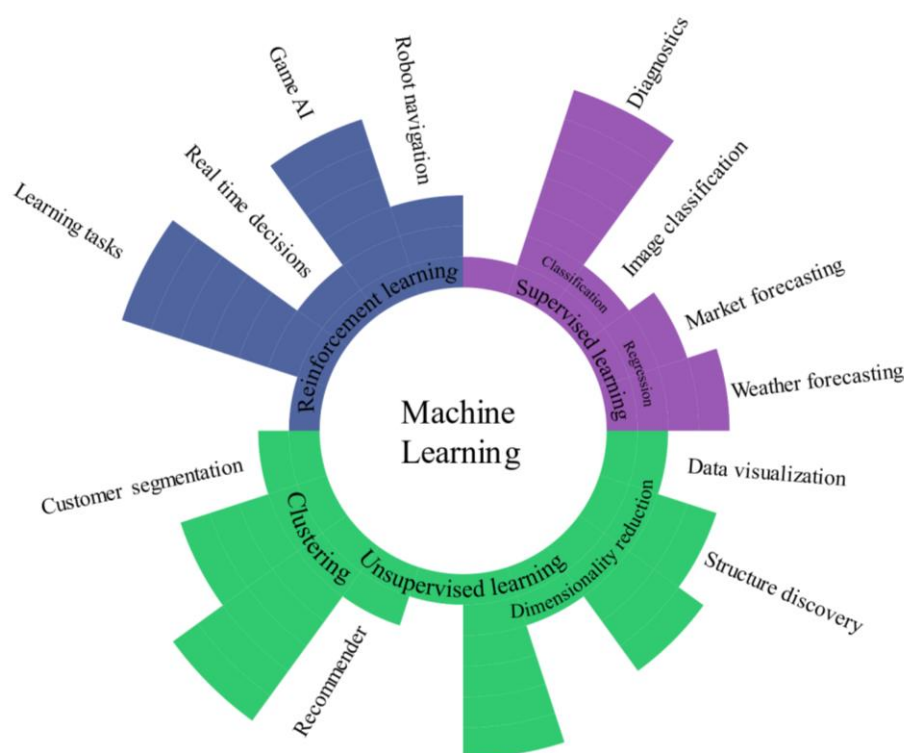 Diagnostics
Robot navigation
Game AI
Image classification
Real time decisions
Learning tasks
Market forecasting
Classification
Supervised learning
Reinforcement learning
Regression
Weather forecasting
Machine
Learning
Customer segmentation
Data visualization
Clustering
Unsupervised learning
Dimensionality reduction
Structure discovery
Recommender